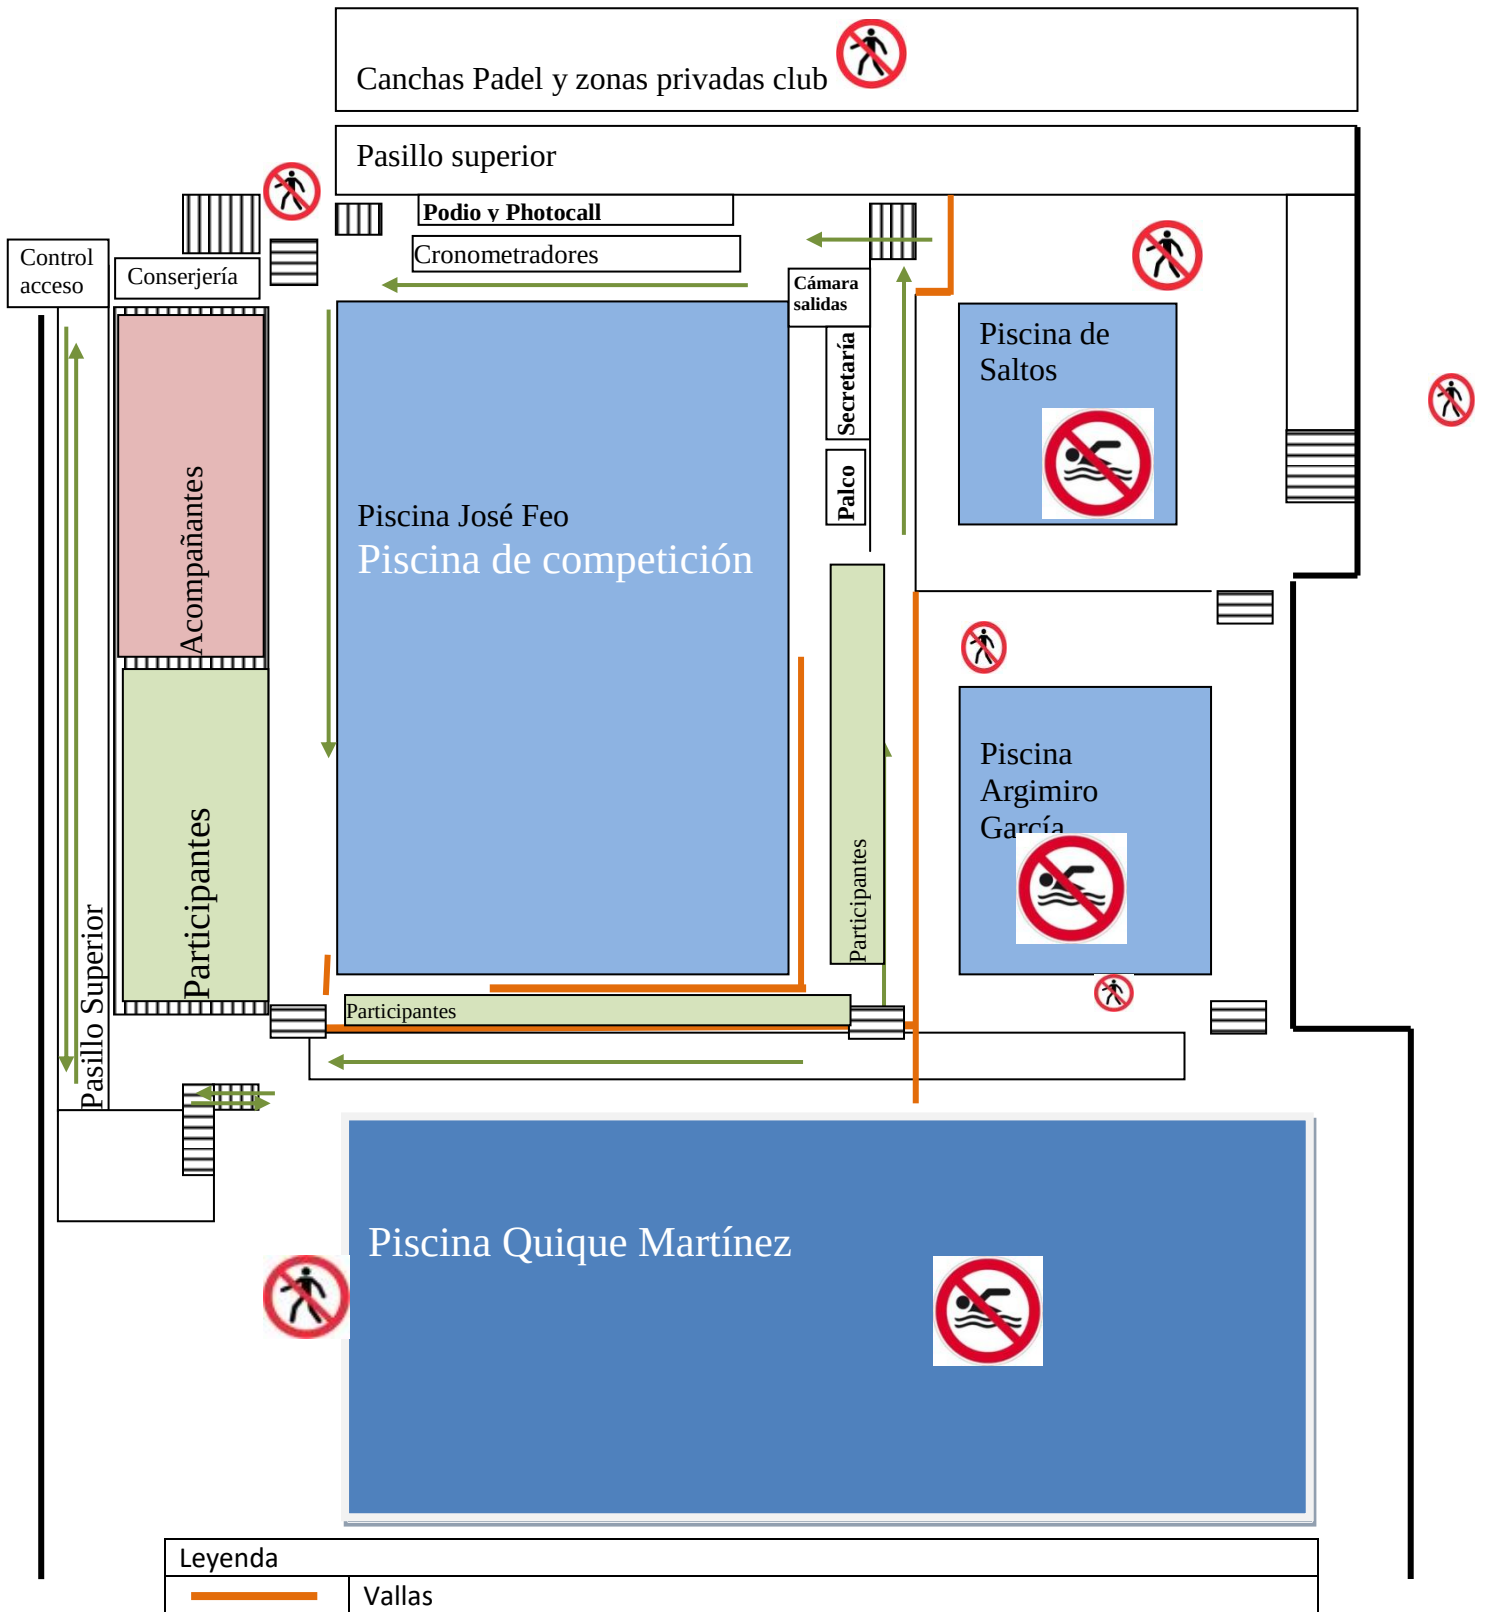 Canchas Padel y zonas privadas club
Pasillo superior
Podio y Photocall
Cronometradores
Control
acceso
Conserjería
Cámara
salidas
Secretaría
Palco
Piscina de
Saltos
Acompañantes
Piscina José Feo
Piscina de competición
Participantes
Participantes
Piscina
Argimiro
García
Pasillo Superior
Participantes
Piscina Quique Martínez
Leyenda
Vallas